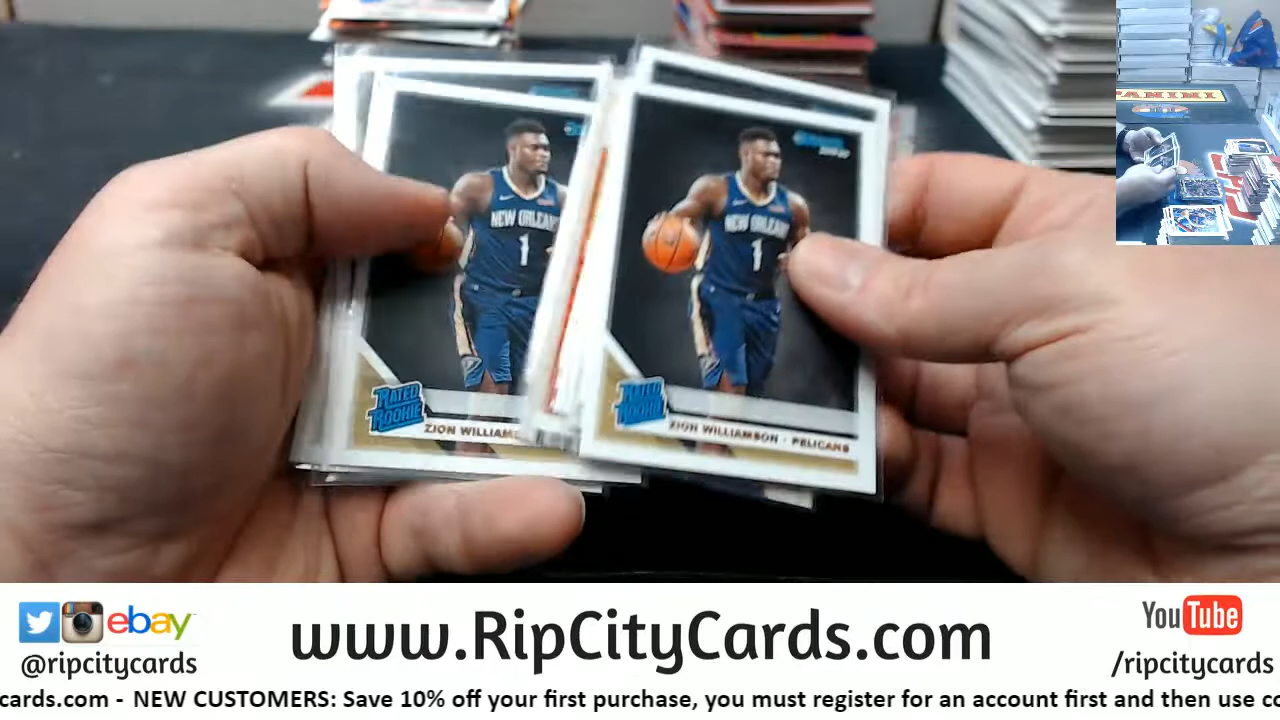 PANINI
NEW ORLEANS
1
RATED
ROOKIE
ZION WILLIAMS
NEW ORLEANS
1
RATED
ROOKIE
ZION WILLIAMSON - PELICANS
ebay
@ripcitycards
www.RipCityCards.com
YouTube
/ripcitycards
cards.com - NEW CUSTOMERS: Save 10% off your first purchase, you must register for an account first and then use co